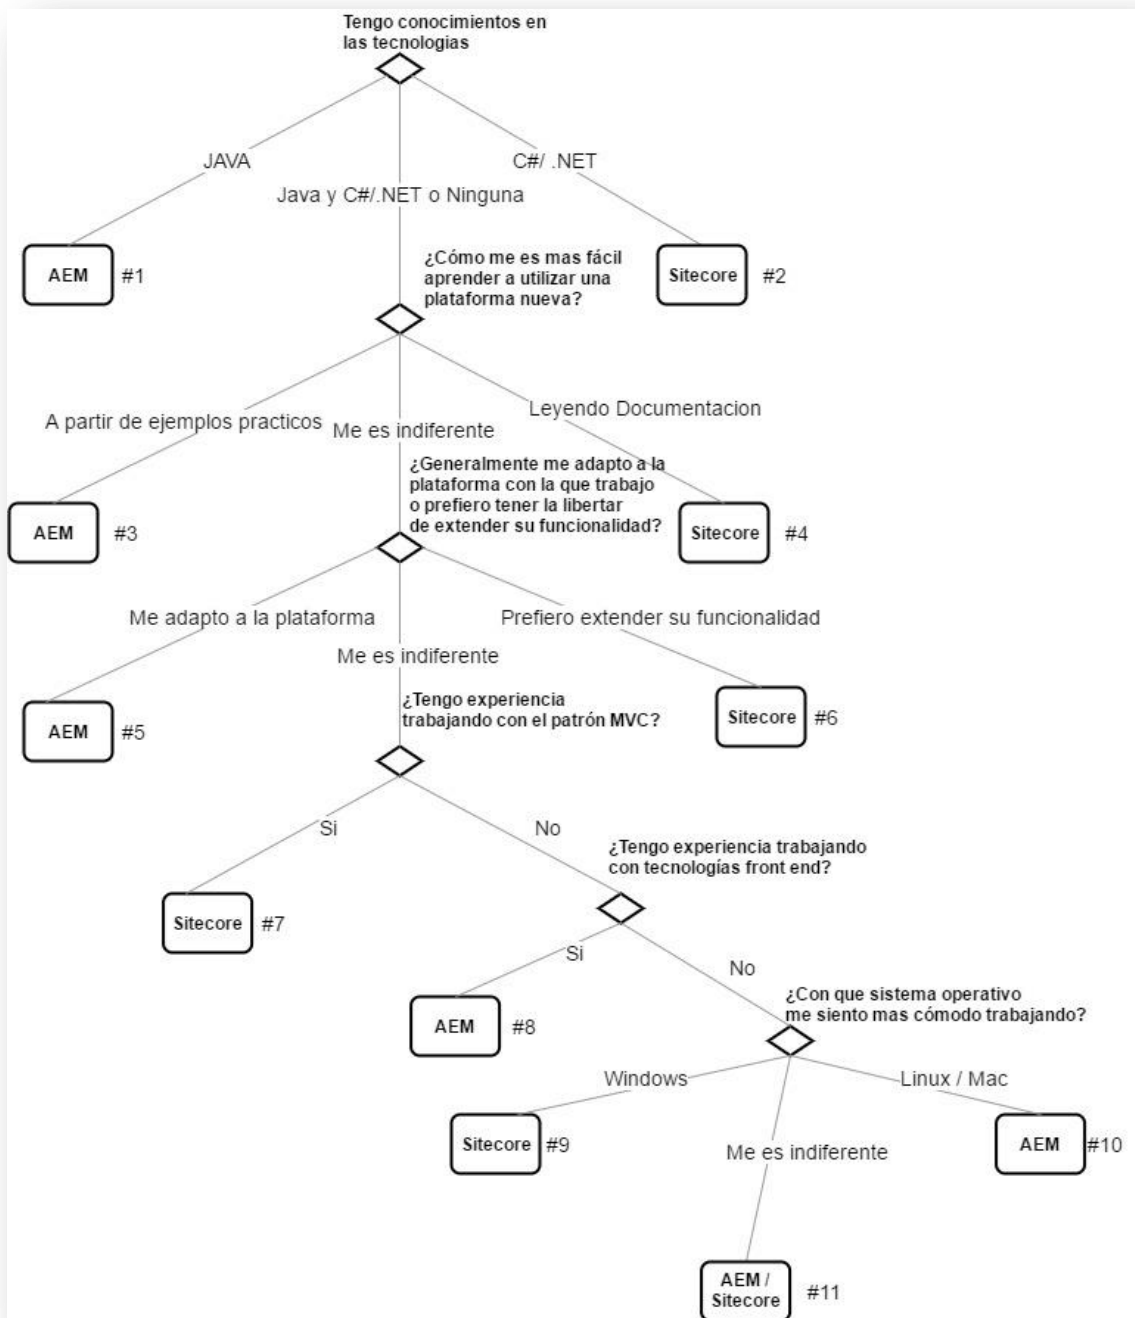 Tengo conocimientos en
las tecnologias
JAVA
C#/ .NET
Java y C#/.NET o Ninguna
AEM
#1
¿Cómo me es mas fácil
aprender a utilizar una
plataforma nueva?
Sitecore
#2
A partir de ejemplos practicos
Me es indiferente
Leyendo Documentacion
AEM
#3
¿Generalmente me adapto a la
plataforma con la que trabajo
o prefiero tener la libertar
de extender su funcionalidad?
Sitecore
#4
Me adapto a la plataforma
Me es indiferente
Prefiero extender su funcionalidad
AEM
#5
¿Tengo experiencia
trabajando con el patrón MVC?
Sitecore
#6
Si
No
Sitecore
#7
¿Tengo experiencia trabajando
con tecnologías front end?
Si
No
AEM
#8
¿Con que sistema operativo
me siento mas cómodo trabajando?
Windows
Me es indiferente
Linux / Mac
Sitecore
#9
AEM
#10
AEM /
Sitecore
#11